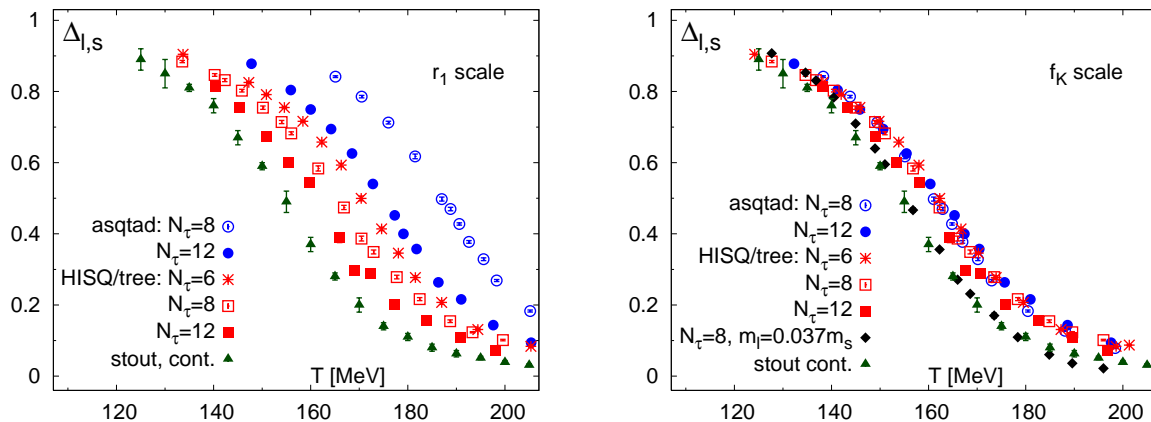 1
0.8
0.6
0.4
0.2
0
120
140
160
180
200
T [MeV]
Δl,s
r1 scale
asqtad: Nτ=8
Nτ=12
HISQ/tree: Nτ=6
Nτ=8
Nτ=12
stout, cont.
1
0.8
0.6
0.4
0.2
0
120
140
160
180
200
T [MeV]
Δl,s
fK scale
asqtad: Nτ=8
Nτ=12
HISQ/tree: Nτ=6
Nτ=8
Nτ=12
Nτ=8, ml=0.037ms
stout cont.